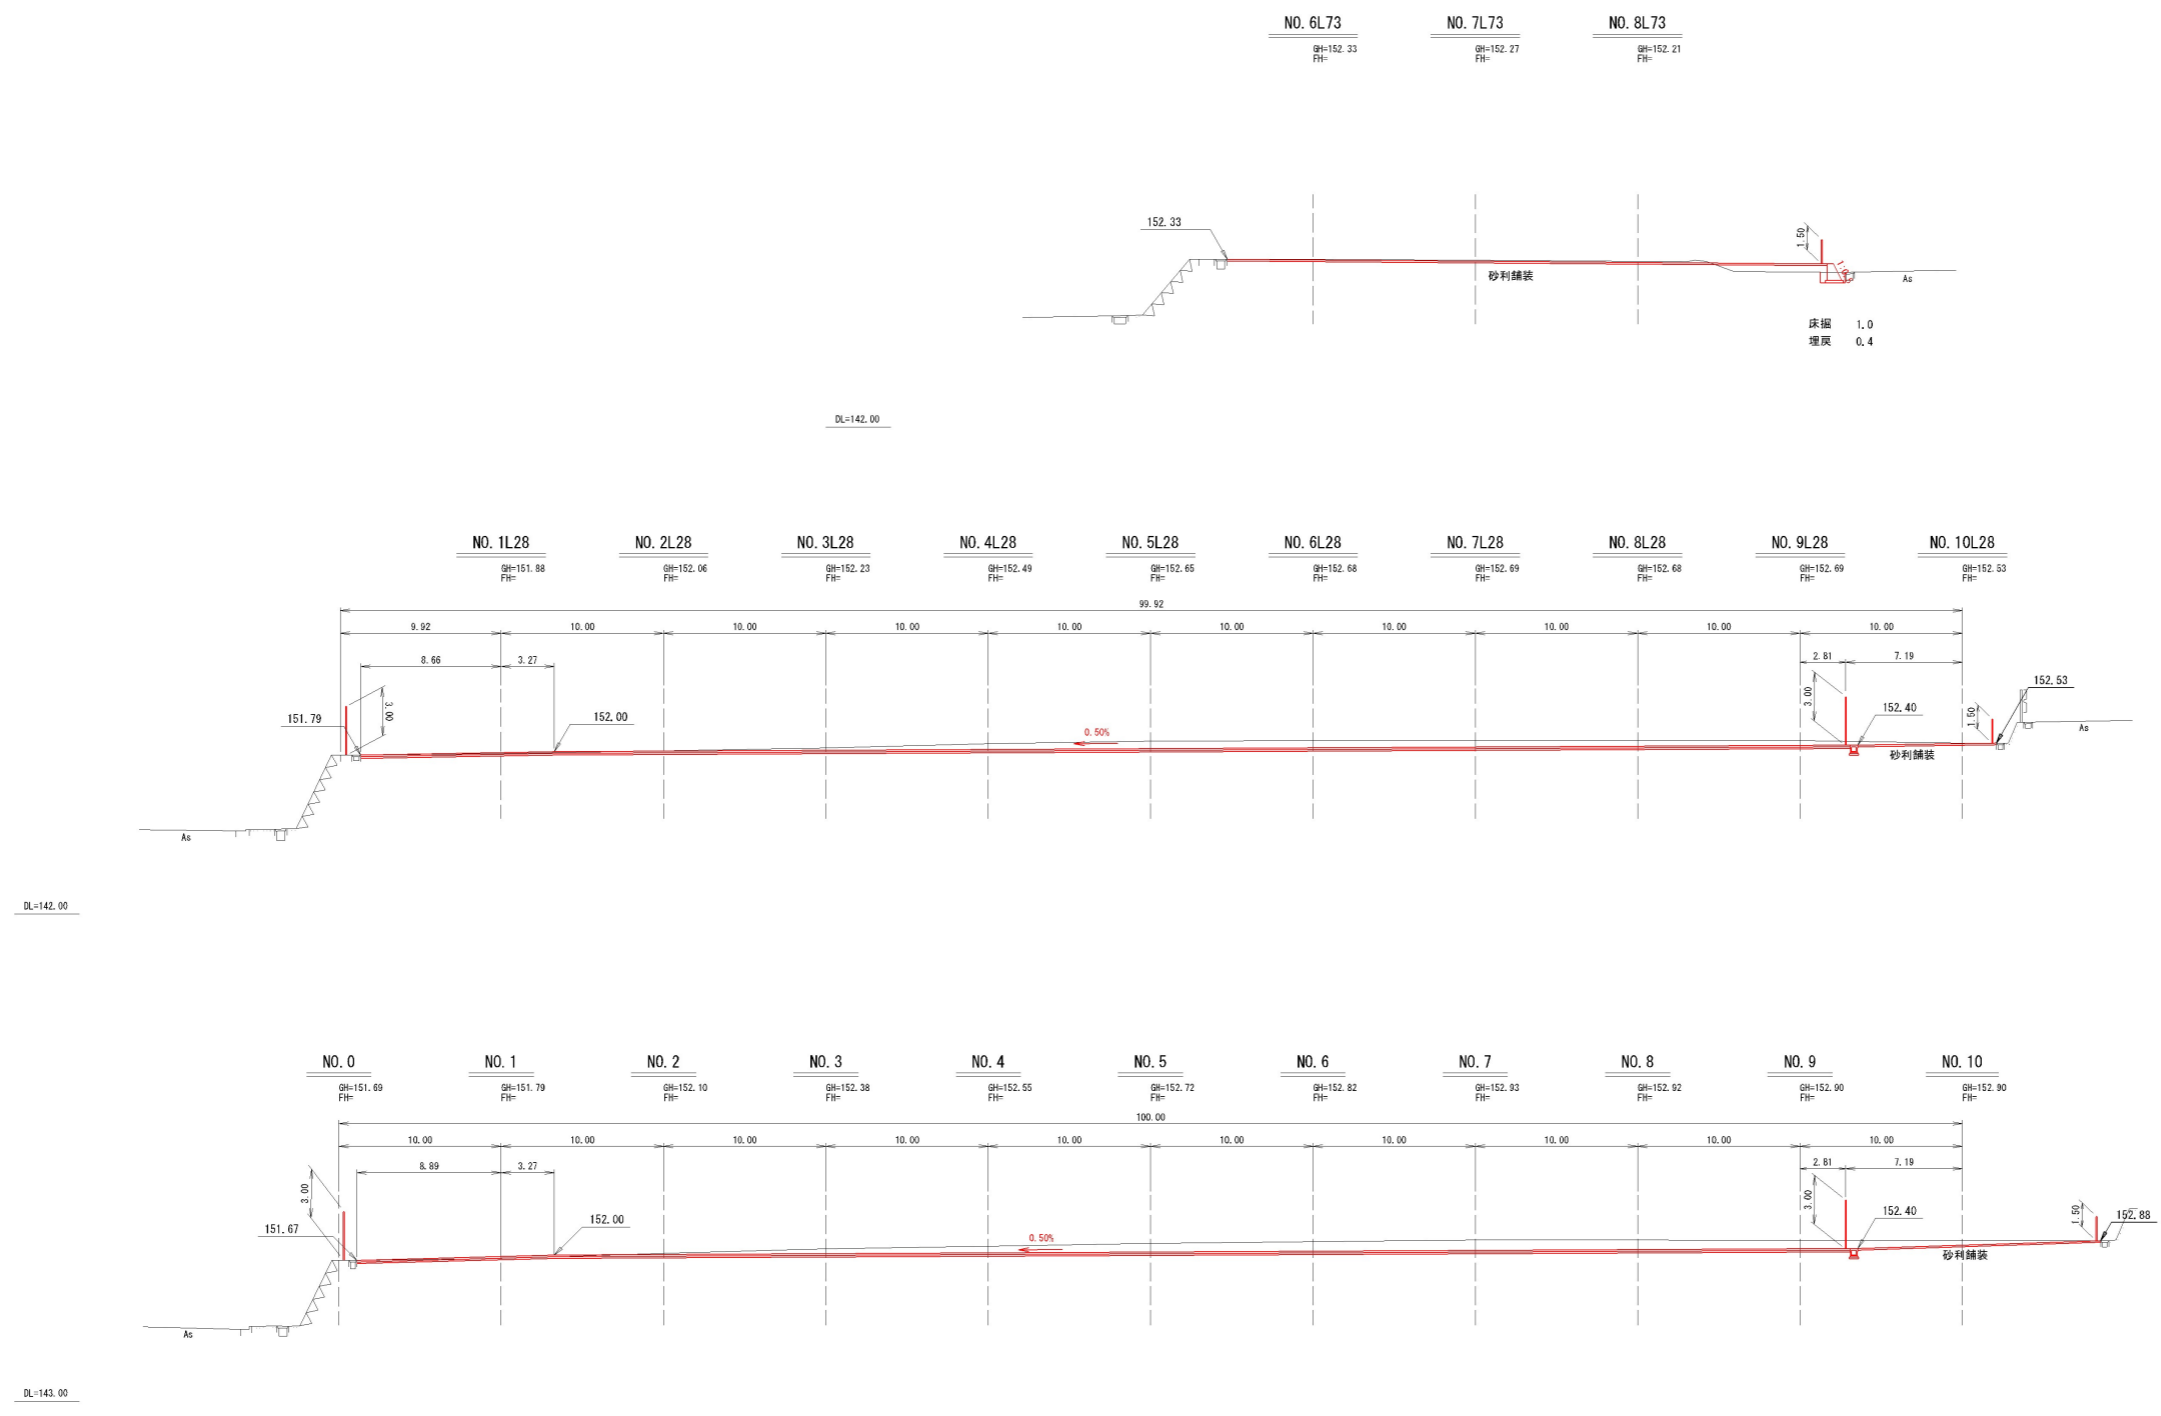 NO. 6L73 NO. 7L73 NO. 8L73
GH=152. 33 GH=152. 27 GH=152. 21
FH= FH= FH=
152. 33
1. 50
砂利舗装
As
床掘 1. 0
埋戻 0. 4
DL=142. 00
NO. 1L28 NO. 2L28 NO. 3L28 NO. 4L28 NO. 5L28 NO. 6L28 NO. 7L28 NO. 8L28 NO. 9L28 NO. 10L28
GH=151. 88 GH=152. 06 GH=152. 23 GH=152. 49 GH=152. 65 GH=152. 68 GH=152. 69 GH=152. 68 GH=152. 69 GH=152. 53
FH= FH= FH= FH= FH= FH= FH= FH= FH= FH=
99. 92
9. 92 10. 00 10. 00 10. 00 10. 00 10. 00 10. 00 10. 00 10. 00 10. 00
8. 66 3. 27 2. 81 7. 19
152. 53
3. 00 3. 00 152. 40 1. 50
151. 79 152. 00
0. 50%
As
砂利舗装
As
DL=142. 00
NO. 0 NO. 1 NO. 2 NO. 3 NO. 4 NO. 5 NO. 6 NO. 7 NO. 8 NO. 9 NO. 10
GH=151. 69 GH=151. 79 GH=152. 10 GH=152. 38 GH=152. 55 GH=152. 72 GH=152. 82 GH=152. 93 GH=152. 92 GH=152. 90 GH=152. 90
FH= FH= FH= FH= FH= FH= FH= FH= FH= FH= FH=
100. 00
10. 00 10. 00 10. 00 10. 00 10. 00 10. 00 10. 00 10. 00 10. 00 10. 00
8. 89 3. 27 2. 81 7. 19
3. 00 3. 00 152. 40 1. 50 152. 88
151. 67 152. 00
0. 50%
砂利舗装
As
DL=143. 00